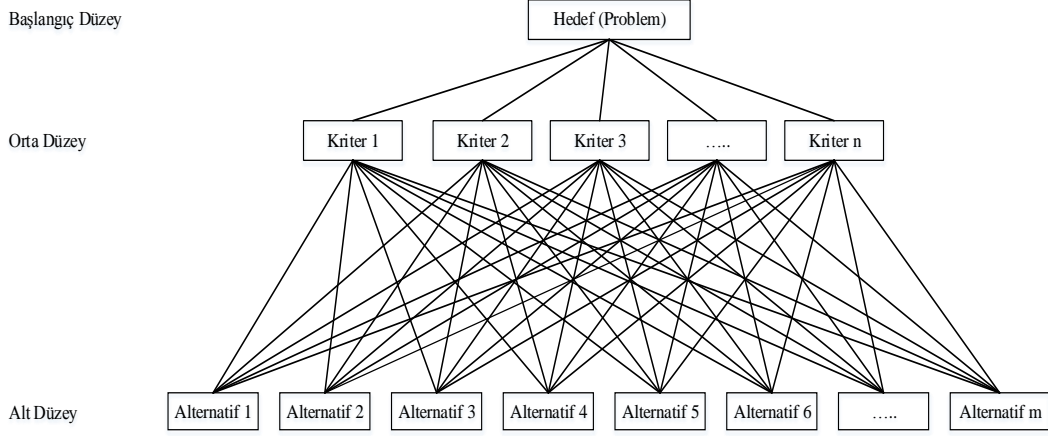 Başlangıç Düzey
Hedef (Problem)
Orta Düzey
Kriter 1
Kriter 2
Kriter 3
…..
Kriter n
Alt Düzey
Alternatif 1
Alternatif 2
Alternatif 3
Alternatif 4
Alternatif 5
Alternatif 6
…..
Alternatif m